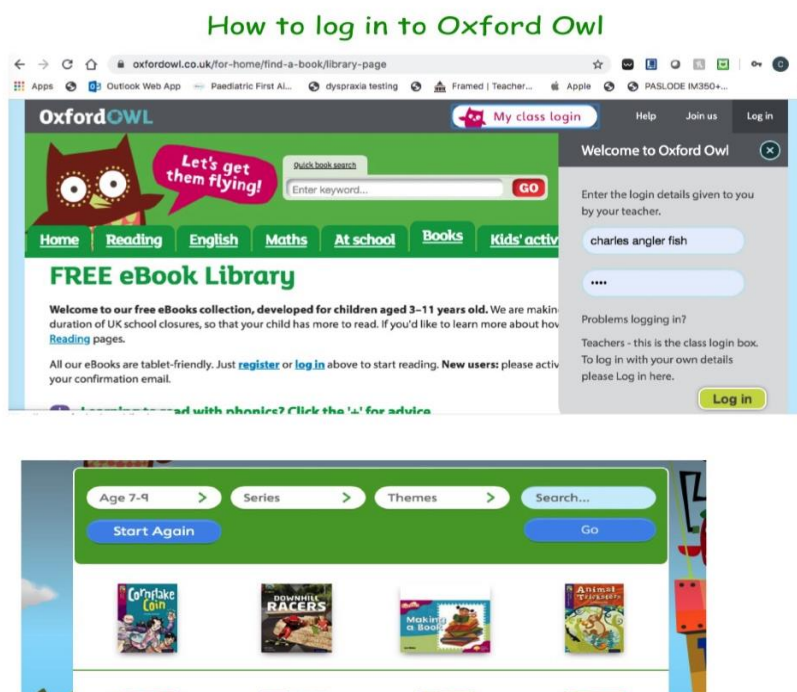 How to log in to Oxford Owl
oxfordowl.co.uk/for-home/find-a-book/library-page
Apps Outlook Web App Paediatric First Ai... dyspraxia testing Framed | Teacher... Apple PASLODE IM350+...
OxfordOWL My class login Help Join us Log in
Let's get them flying!
Quick book search
Enter keyword... GO
Home Reading English Maths At school Books Kids' activ
FREE eBook Library
Welcome to our free eBooks collection, developed for children aged 3–11 years old. We are makin
duration of UK school closures, so that your child has more to read. If you'd like to learn more about hov
Reading pages.
All our eBooks are tablet-friendly. Just register or log in above to start reading. New users: please activ
your confirmation email.
ad with phonics? Click the '+' for advice
Welcome to Oxford Owl
Enter the login details given to you
by your teacher.
charles angler fish
••••
Problems logging in?
Teachers - this is the class login box.
To log in with your own details
please Log in here.
Log in
Age 7-9 Series Themes Search...
Start Again Go
Cornflake Coin
DOWNHILL RACERS
Making a Book
Animal Tricksters